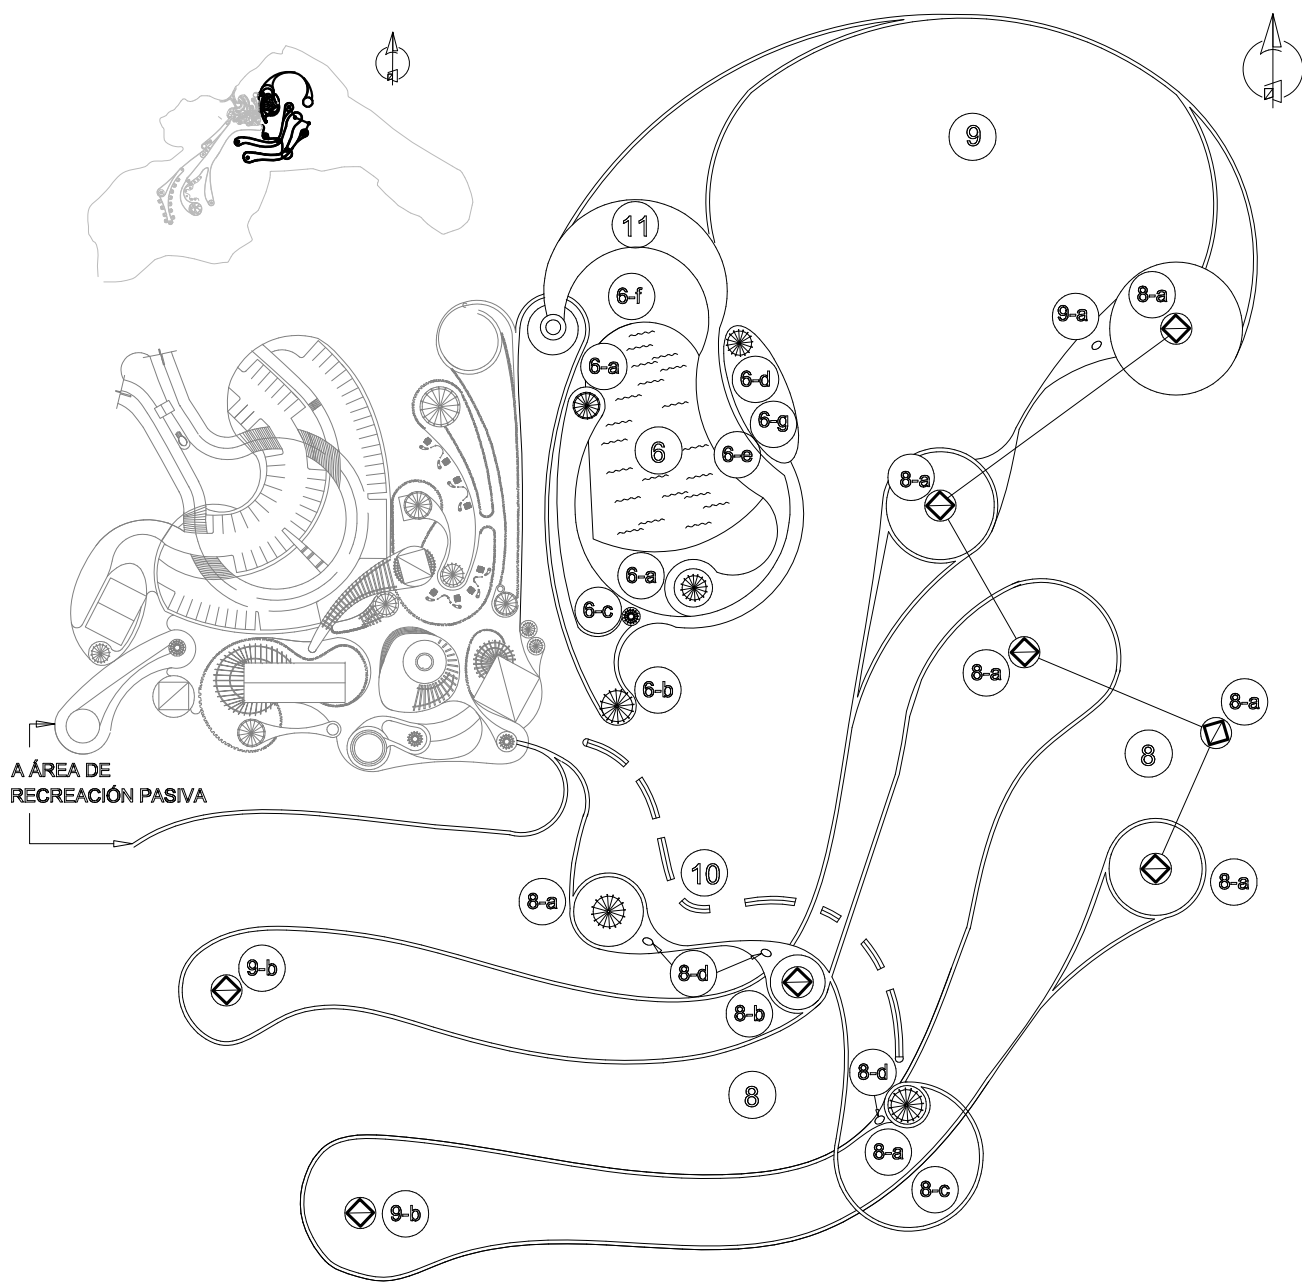 9
11
8-a
6-f
9-a
6-a
6-d
6-g
6
6-e
8-a
6-a
6-c
8-a
6-b
8-a
8
A ÁREA DE
RECREACIÓN PASIVA
10
8-a
8-a
9-b
8-d
8-b
8-d
8
8-a
8-c
9-b